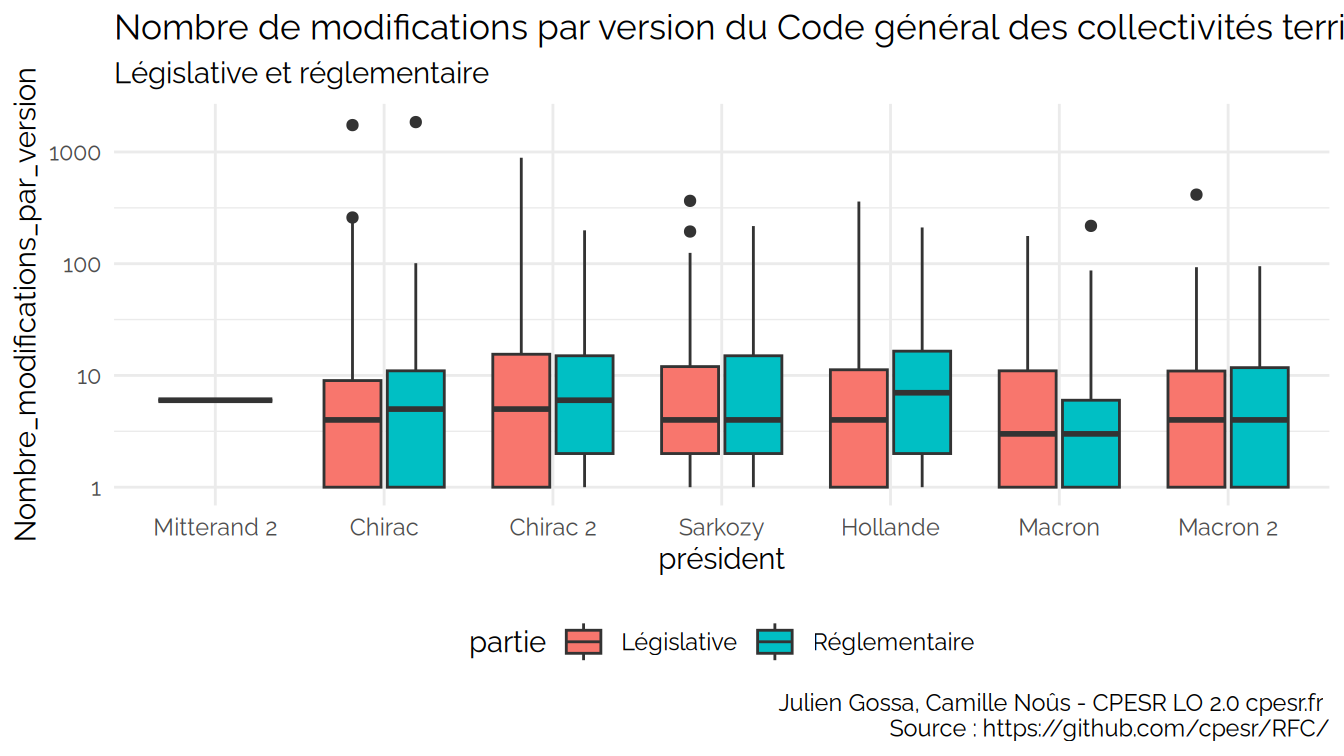 Nombre de modifications par version du Code général des collectivités terri
Législative et réglementaire
Nombre_modifications_par_version
1000
100
10
1
Mitterand 2
Chirac
Chirac 2
Sarkozy
Hollande
Macron
Macron 2
président
partie
Législative
Réglementaire
Julien Gossa, Camille Noûs - CPESR LO 2.0 cpesr.fr
Source : https://github.com/cpesr/RFC/